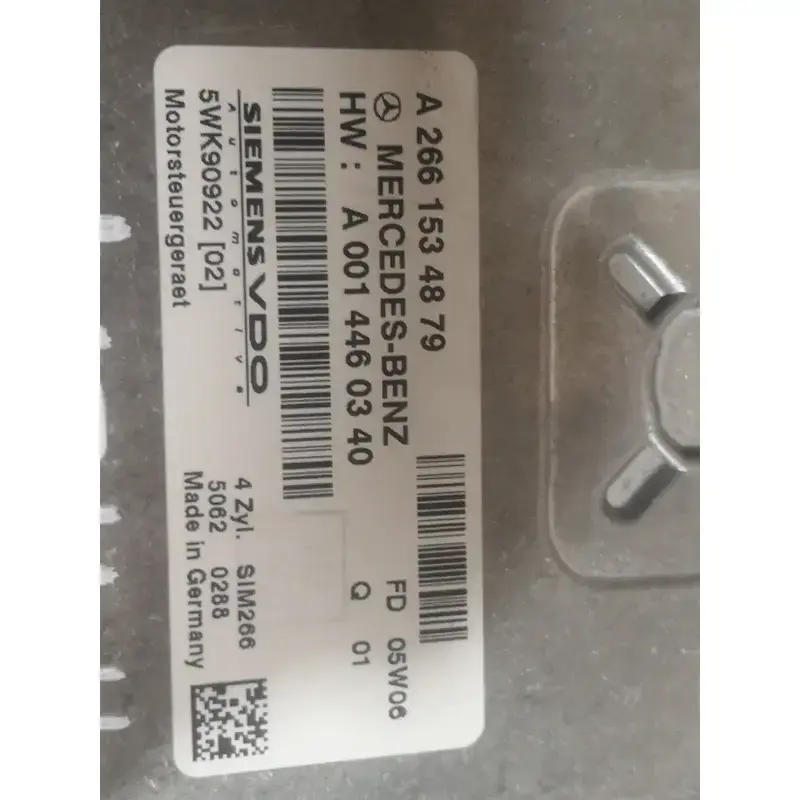 A 266 153 48 79
MERCEDES-BENZ
HW : A 001 446 03 40
FD 05W06
Q 01
SIEMENS VDO
Automotive
5WK90922 [02]
Motorsteuergeraet
4 Zyl. SIM266
5062 0288
Made in Germany